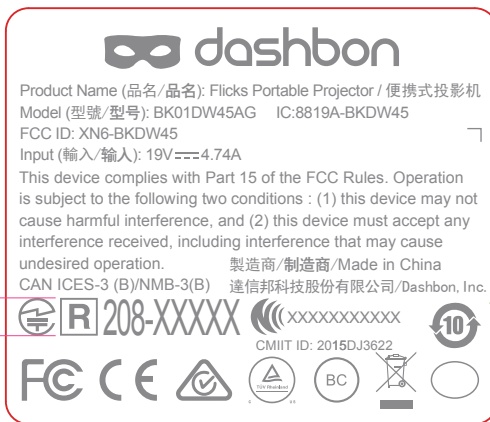 dashbon
Product Name (品名/品名): Flicks Portable Projector / 便携式投影机
Model (型號/型号): BK01DW45AG IC:8819A-BKDW45
FCC ID: XN6-BKDW45
Input (輸入/输入): 19V⎓4.74A
This device complies with Part 15 of the FCC Rules. Operation
is subject to the following two conditions : (1) this device may not
cause harmful interference, and (2) this device must accept any
interference received, including interference that may cause
undesired operation. 製造商/制造商/Made in China
CAN ICES-3 (B)/NMB-3(B) 達信邦科技股份有限公司/Dashbon, Inc.
R 208-XXXXX XXXXXXXXXXX 10
CMIIT ID: 2015DJ3622
FC CE TÜV Rheinland BC